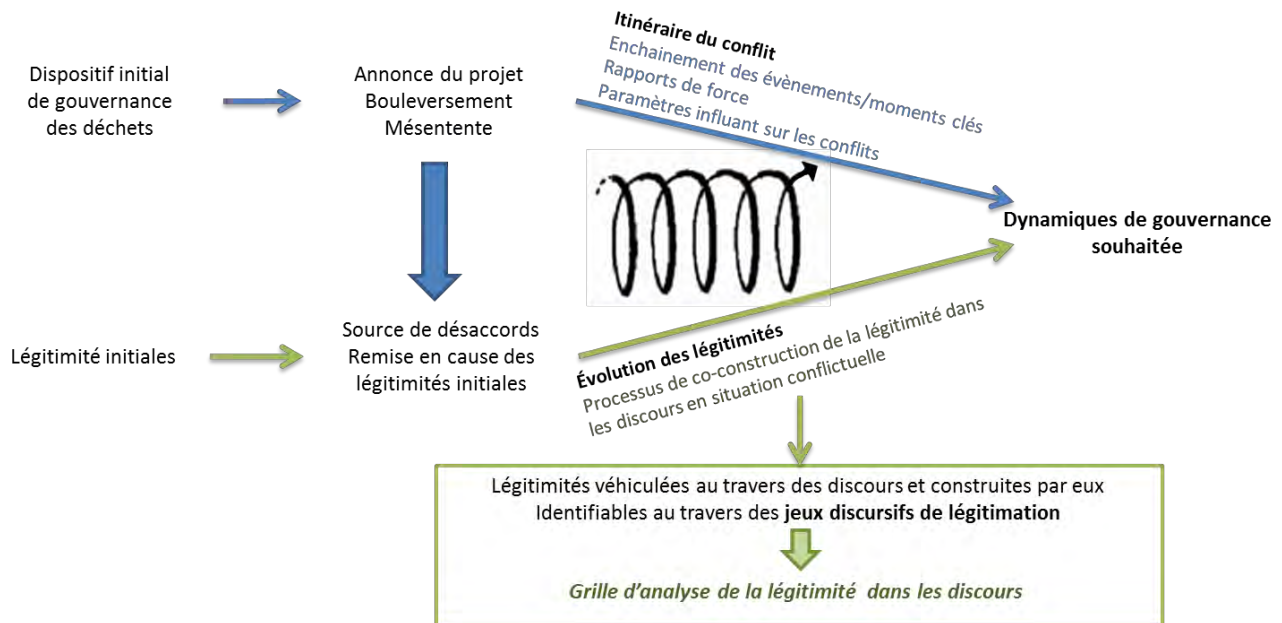 Dispositif initial
de gouvernance
des déchets
Annonce du projet
Bouleversement
Mésentente
Itinéraire du conflit
Enchainement des évènements/moments clés
Rapports de force
Paramètres influant sur les conflits
Dynamiques de gouvernance
souhaitée
Légitimité initiales
Source de désaccords
Remise en cause des
légitimités initiales
Évolution des légitimités
Processus de co-construction de la légitimité dans
les discours en situation conflictuelle
Légitimités véhiculées au travers des discours et construites par eux
Identifiables au travers des jeux discursifs de légitimation
Grille d’analyse de la légitimité dans les discours